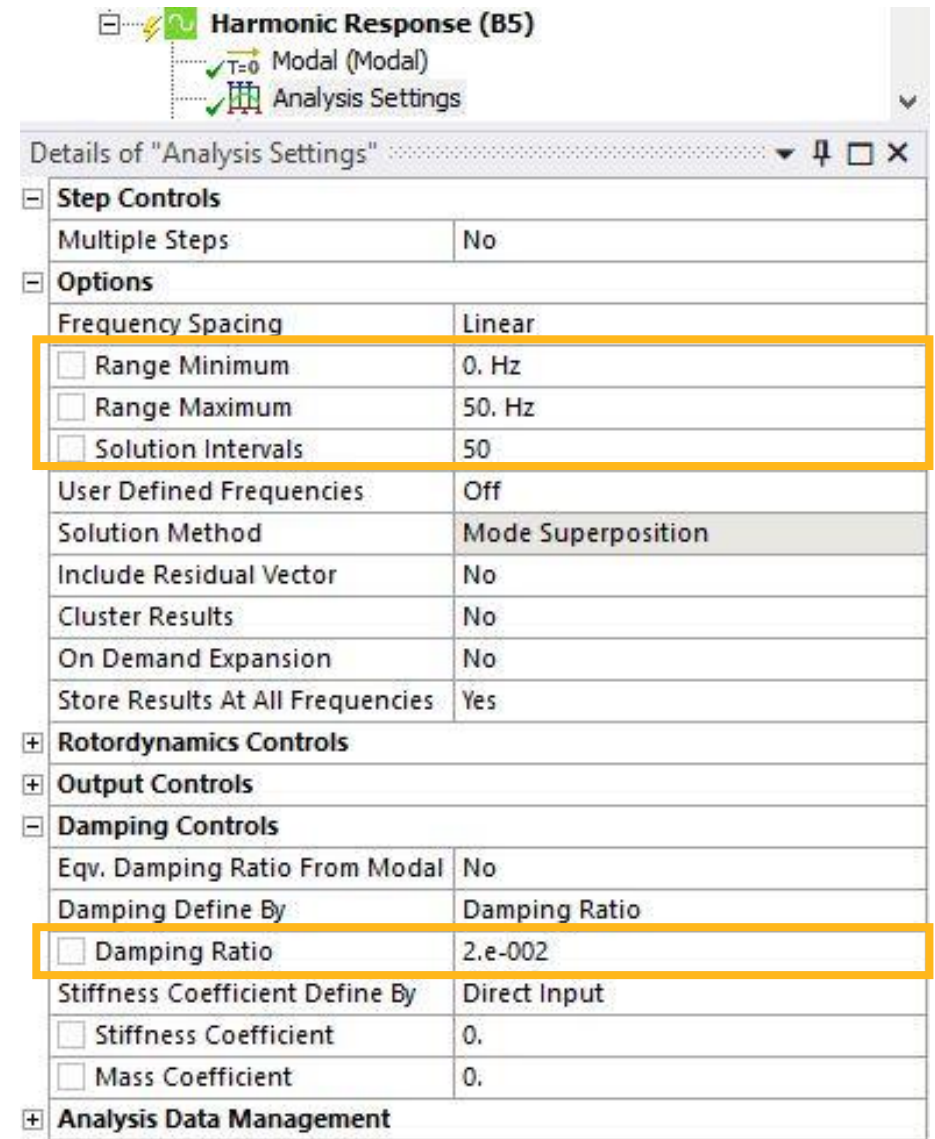 Harmonic Response (B5)
T=0 Modal (Modal)
Analysis Settings
Details of "Analysis Settings"
Step Controls
Multiple Steps No
Options
Frequency Spacing Linear
Range Minimum 0. Hz
Range Maximum 50. Hz
Solution Intervals 50
User Defined Frequencies Off
Solution Method Mode Superposition
Include Residual Vector No
Cluster Results No
On Demand Expansion No
Store Results At All Frequencies Yes
Rotordynamics Controls
Output Controls
Damping Controls
Eqv. Damping Ratio From Modal No
Damping Define By Damping Ratio
Damping Ratio 2.e-002
Stiffness Coefficient Define By Direct Input
Stiffness Coefficient 0.
Mass Coefficient 0.
Analysis Data Management